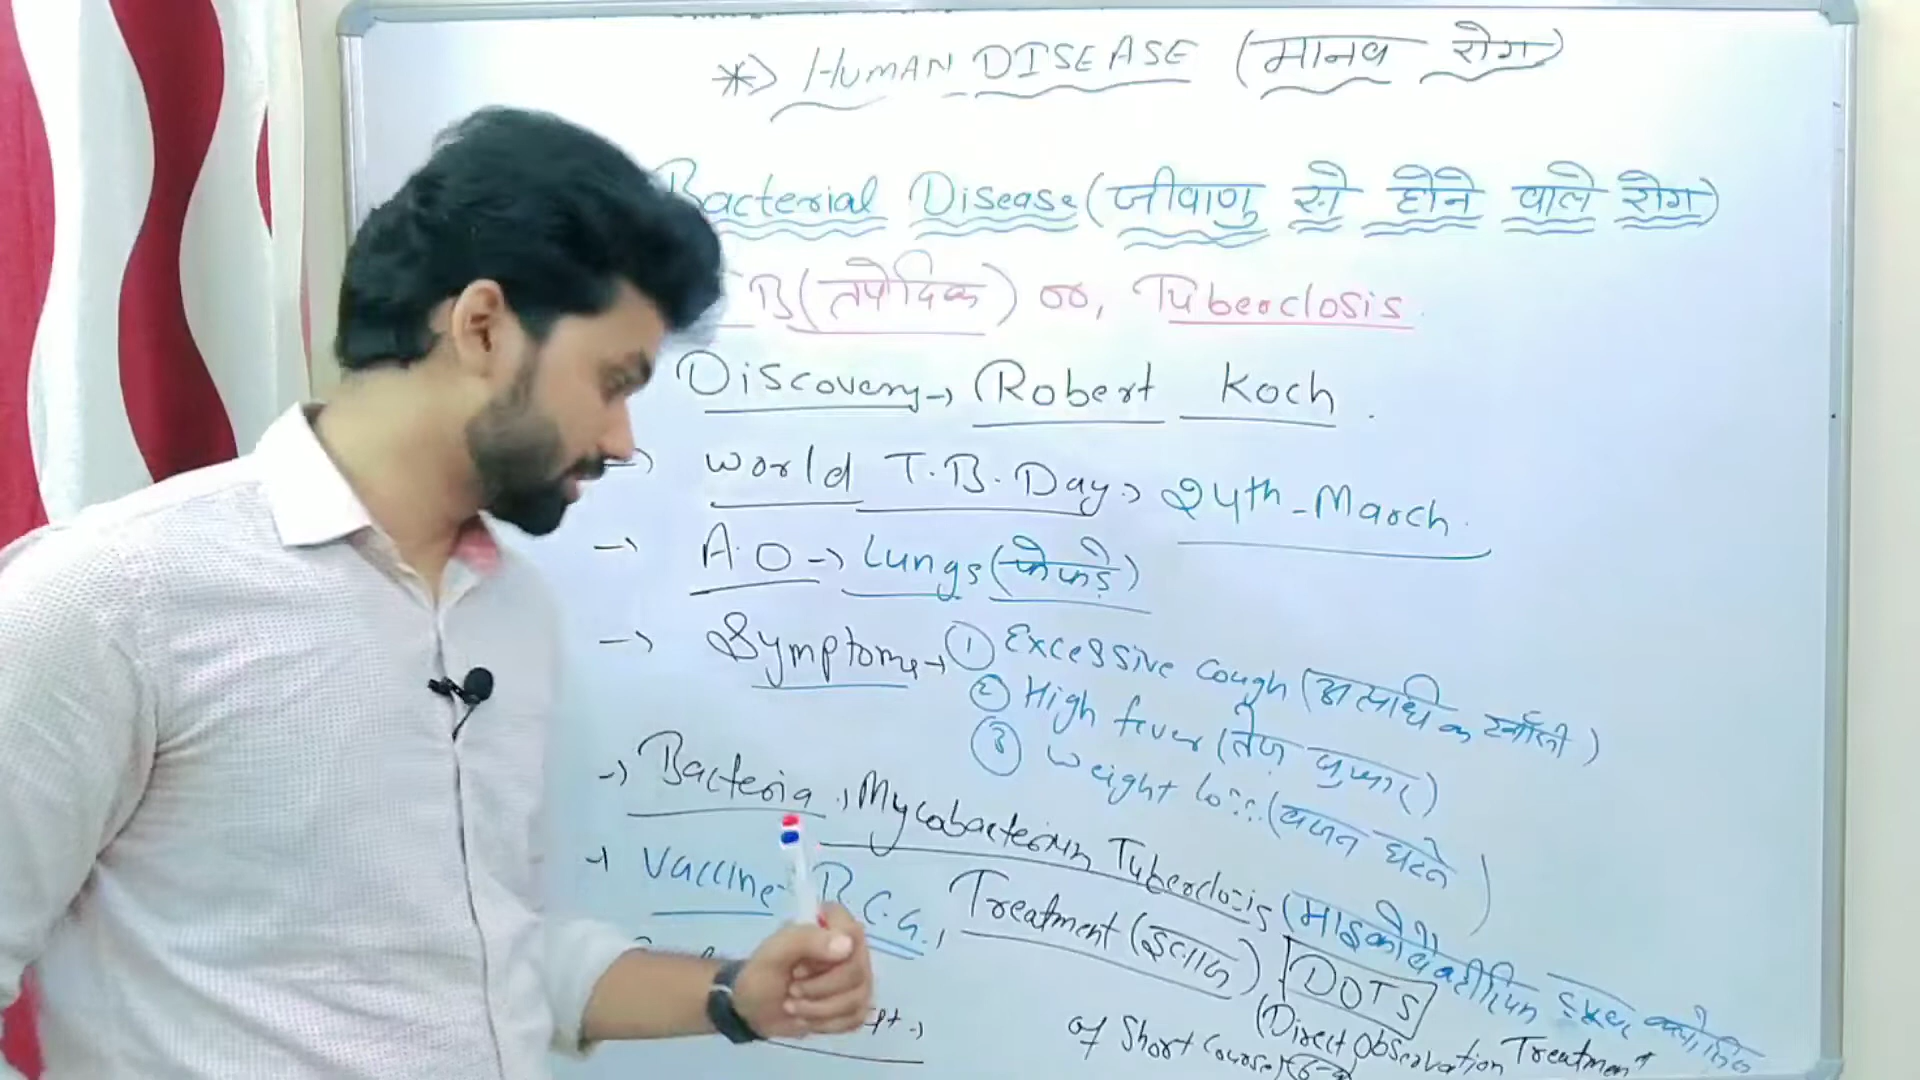 *) HUMAN DISEASE (मानव रोग)
Bacterial Disease (जीवाणु से होने वाले रोग)
B (तपेदिक) or, Tuberclosis
Discovery → Robert Koch.
→ World T.B. Day → 24th - March.
→ A.O → Lungs (फेफड़े)
→ Symptoms → ① Excessive cough (अत्याधिक खाँसी)
② High fever (तेज़ बुखार)
③ Weight loss (वजन घटने)
→ Bacteria → Mycobacterium Tuberclosis (माइकोबैक्टीरियम
→ Vaccine - B.C.G., Treatment (इलाज) DOTS
(Direct Observation Treatment
of Short Course)